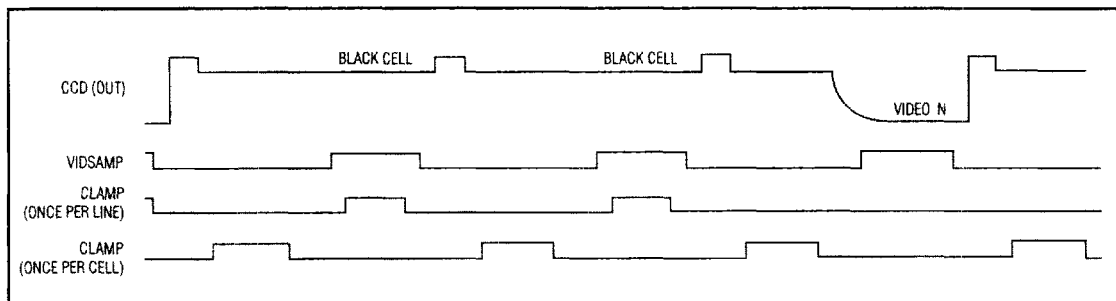 BLACK CELL
BLACK CELL
CCD (OUT)
VIDEO N
VIDSAMP
CLAMP
(ONCE PER LINE)
CLAMP
(ONCE PER CELL)